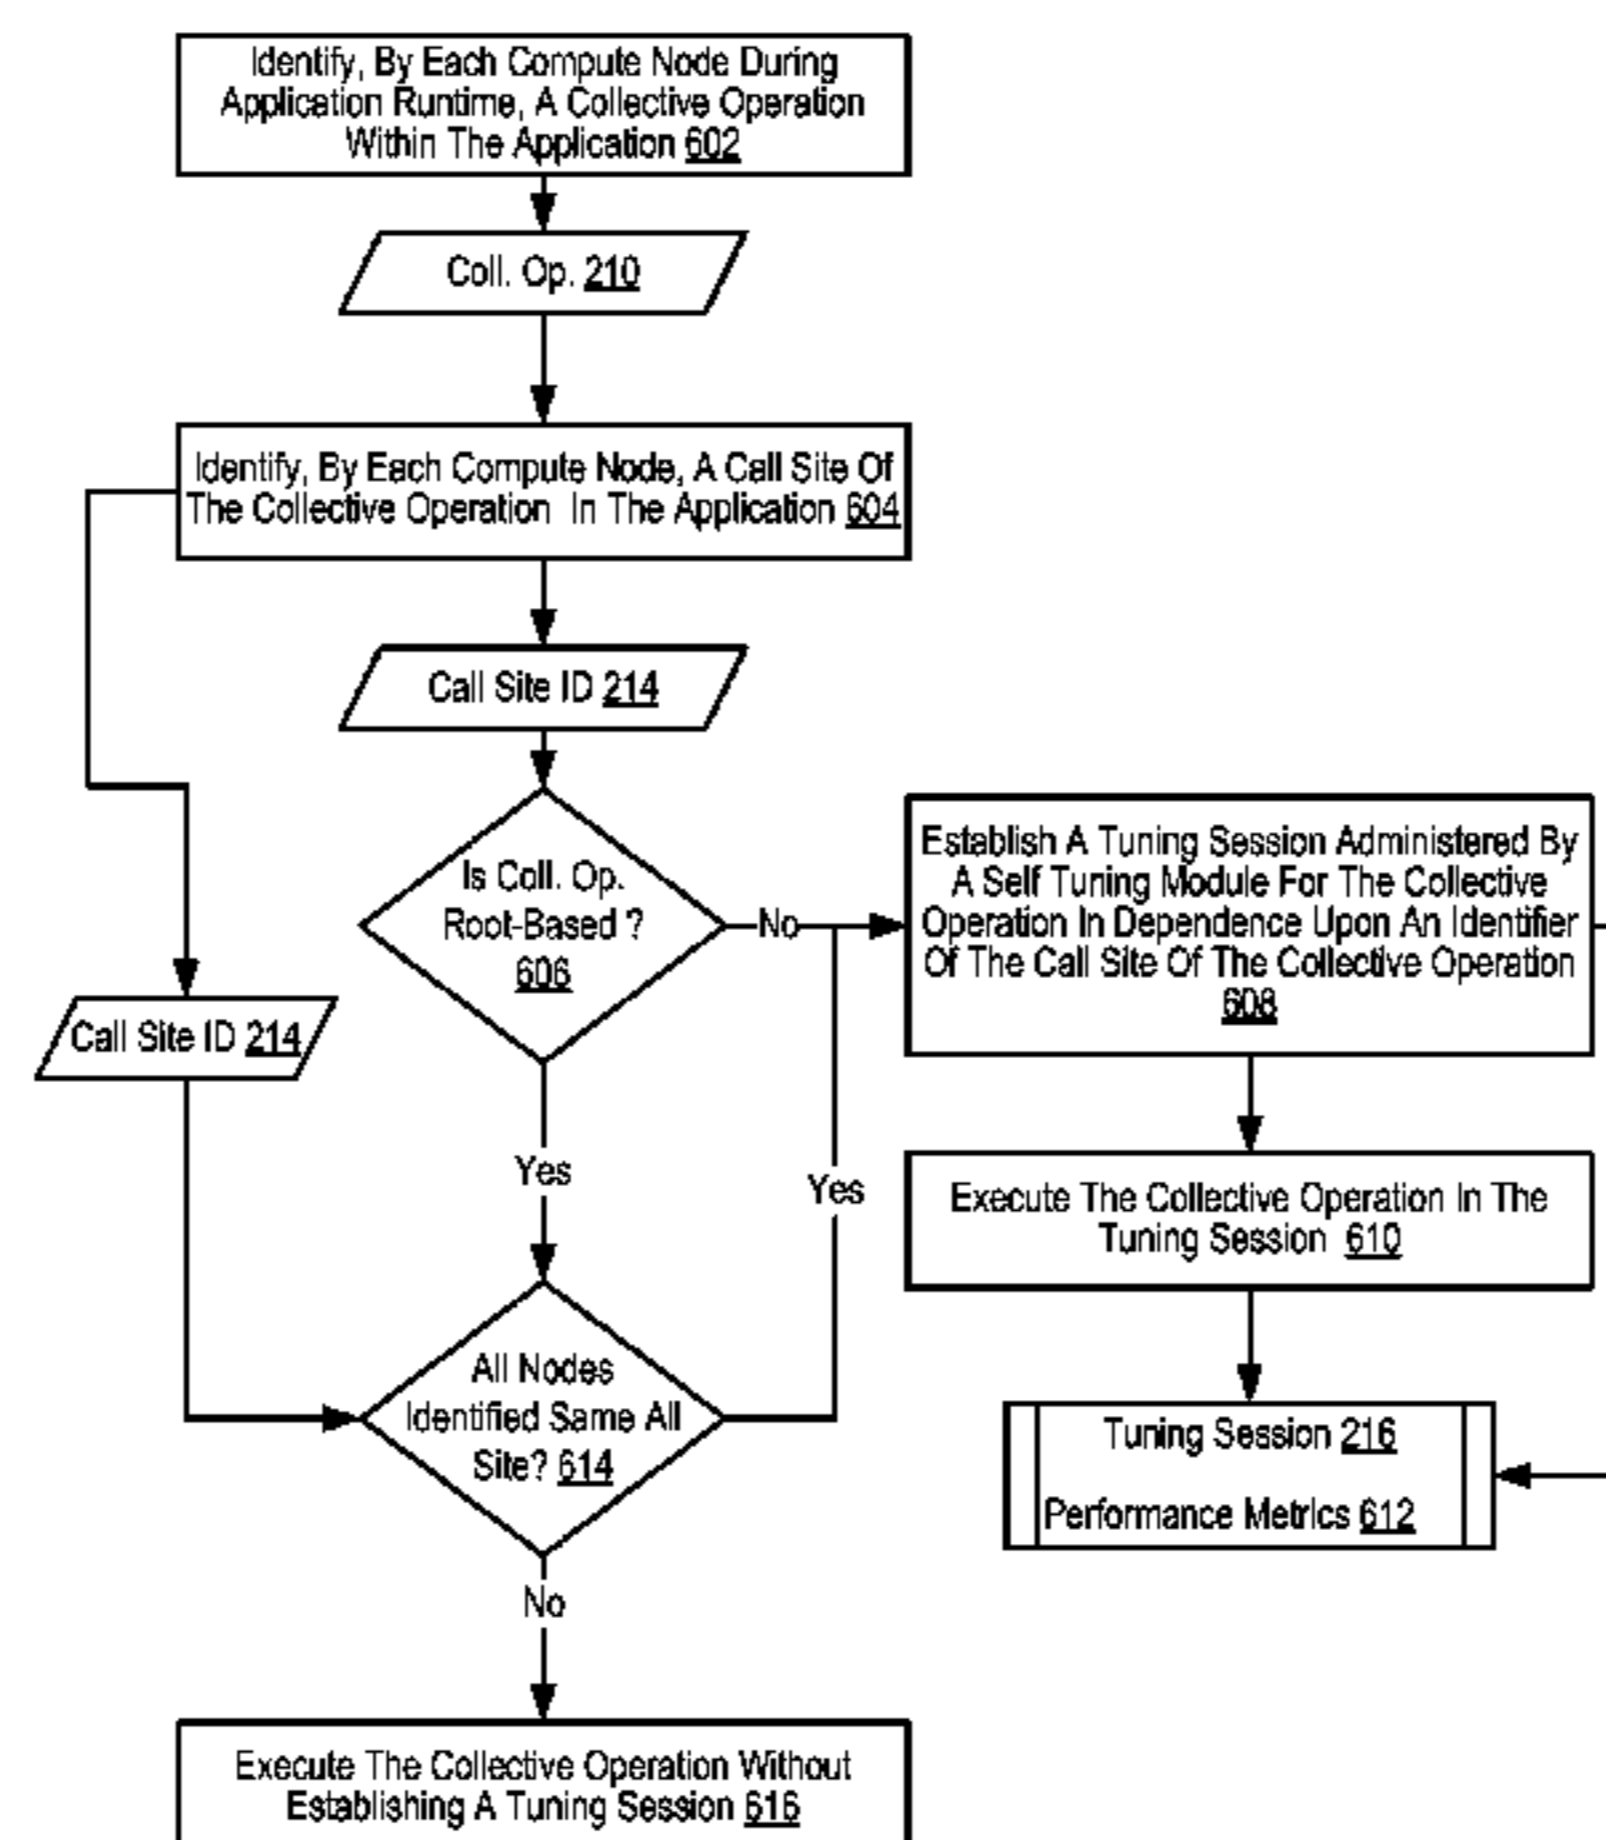 Identify, By Each Compute Node During
Application Runtime, A Collective Operation
Within The Application 602
Coll. Op. 210
Identify, By Each Compute Node, A Call Site Of
The Collective Operation In The Application 604
Call Site ID 214
Is Coll. Op.
Root-Based ?
606
No
Establish A Tuning Session Administered By
A Self Tuning Module For The Collective
Operation In Dependence Upon An Identifier
Of The Call Site Of The Collective Operation
608
Call Site ID 214
Yes
Yes
Execute The Collective Operation In The
Tuning Session 610
All Nodes
Identified Same All
Site? 614
Tuning Session 216
Performance Metrics 612
No
Execute The Collective Operation Without
Establishing A Tuning Session 616